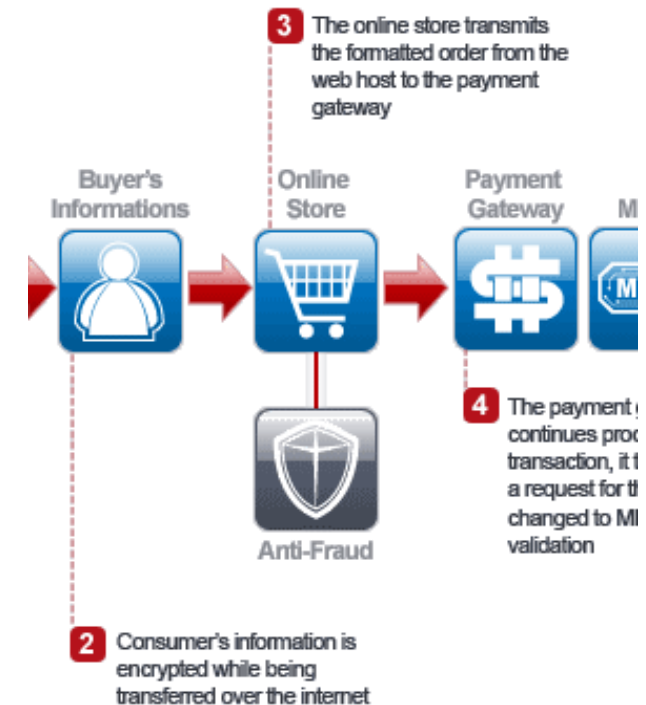 3
The online store transmits
the formatted order from the
web host to the payment
gateway
Buyer's
Informations
Online
Store
Payment
Gateway
M
M
Anti-Fraud
4
The payment
continues
transaction, it
a request for
changed to
validation
2
Consumer's information is
encrypted while being
transferred over the internet